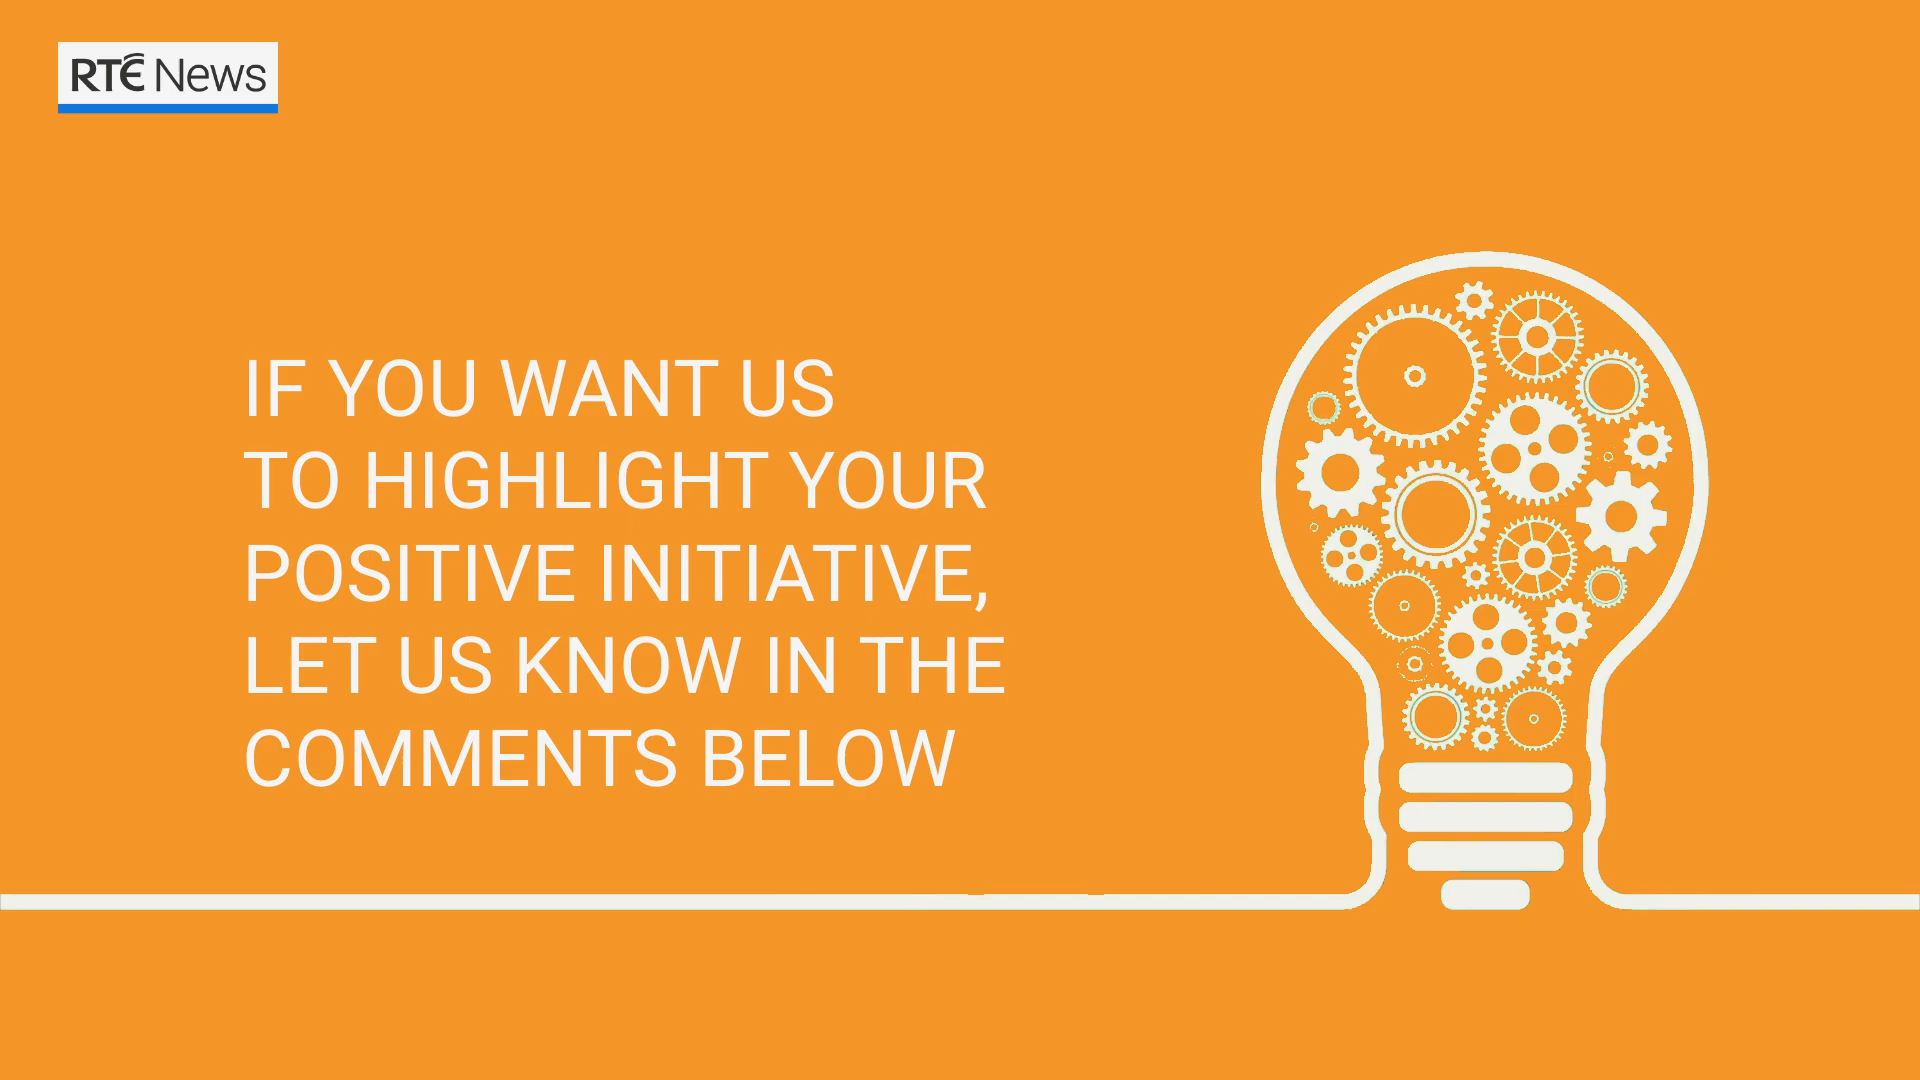 RTÉ News
IF YOU WANT US
TO HIGHLIGHT YOUR
POSITIVE INITIATIVE,
LET US KNOW IN THE
COMMENTS BELOW